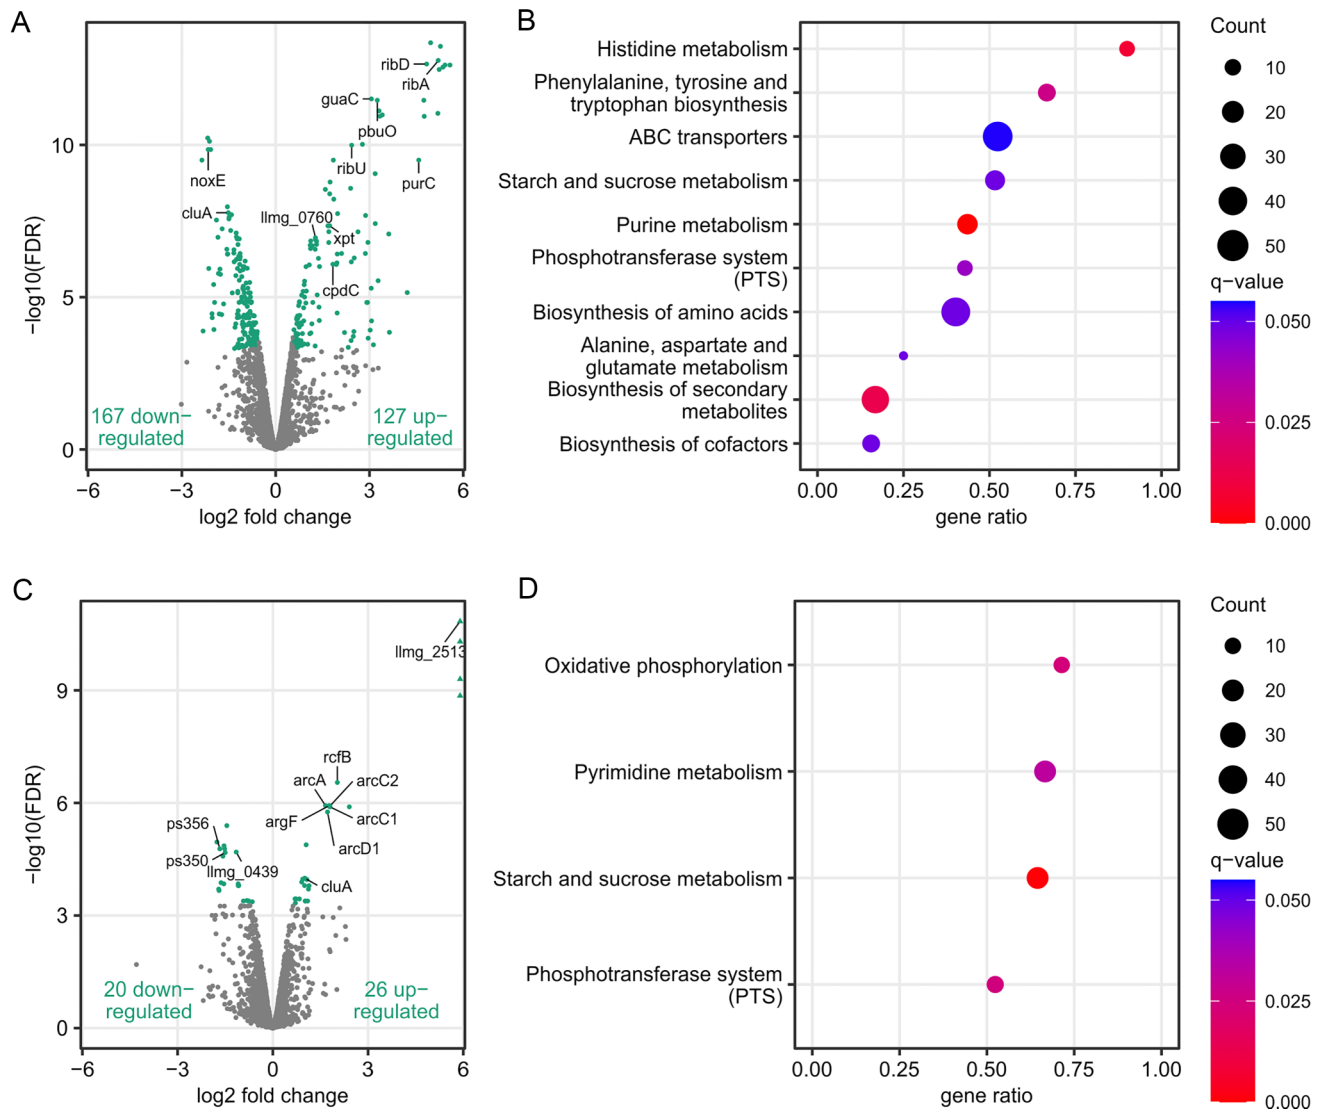 A
10
5
0
−6
−3
0
3
6
−log10(FDR)
log2 fold change
ribD
ribA
guaC
pbuO
ribU
purC
noxE
cluA
llmg_0760
xpt
cpdC
167 down−
regulated
127 up−
regulated
B
Histidine metabolism
Phenylalanine, tyrosine and
tryptophan biosynthesis
ABC transporters
Starch and sucrose metabolism
Purine metabolism
Phosphotransferase system
(PTS)
Biosynthesis of amino acids
Alanine, aspartate and
glutamate metabolism
Biosynthesis of secondary
metabolites
Biosynthesis of cofactors
0.00
0.25
0.50
0.75
1.00
gene ratio
Count
10
20
30
40
50
q−value
0.050
0.025
0.000
C
9
6
3
0
−6
−3
0
3
6
−log10(FDR)
log2 fold change
llmg_2513
rcfB
arcA
arcC2
argF
arcC1
arcD1
ps356
ps350
llmg_0439
cluA
20 down−
regulated
26 up−
regulated
D
Oxidative phosphorylation
Pyrimidine metabolism
Starch and sucrose metabolism
Phosphotransferase system
(PTS)
0.00
0.25
0.50
0.75
1.00
gene ratio
Count
10
20
30
40
50
q−value
0.050
0.025
0.000